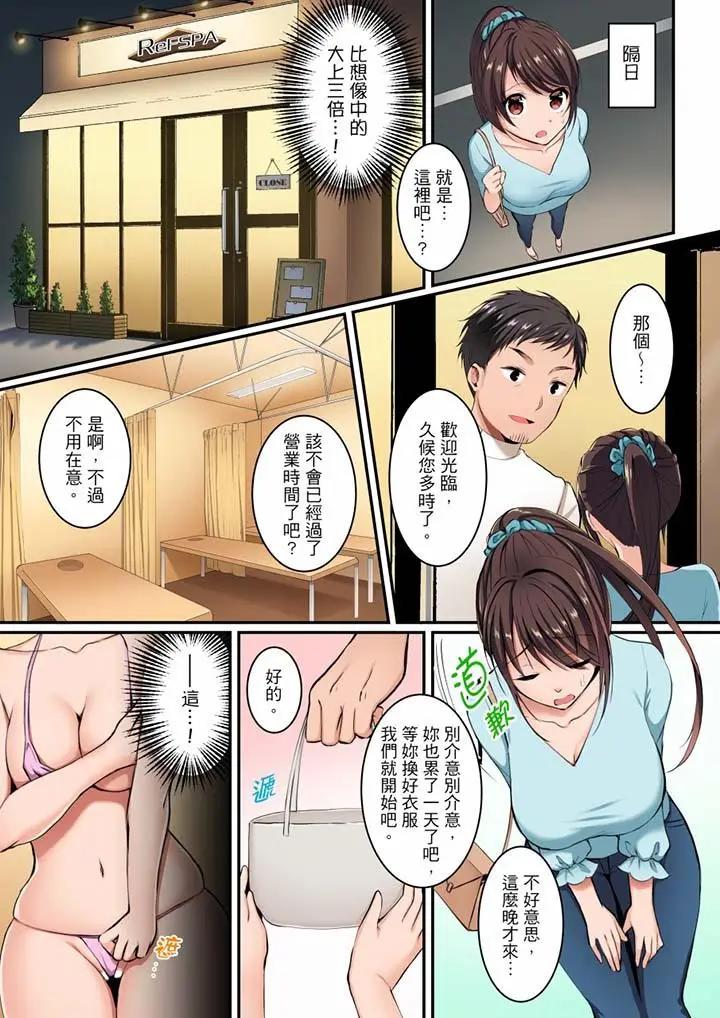 隔日
就是…
這裡吧…?
比想像中的
大上三倍…!
Rel-SPA
CLOSE
那個~…
歡迎光臨,
久候您多時了。
該不會已經過了
營業時間了吧?
是啊,不過
不用在意。
道歉
不好意思,
這麼晚才來…
別介意別介意,
妳也累了一天了吧,
等妳換好衣服
我們就開始吧。
好的。
遞
——這…!
遮